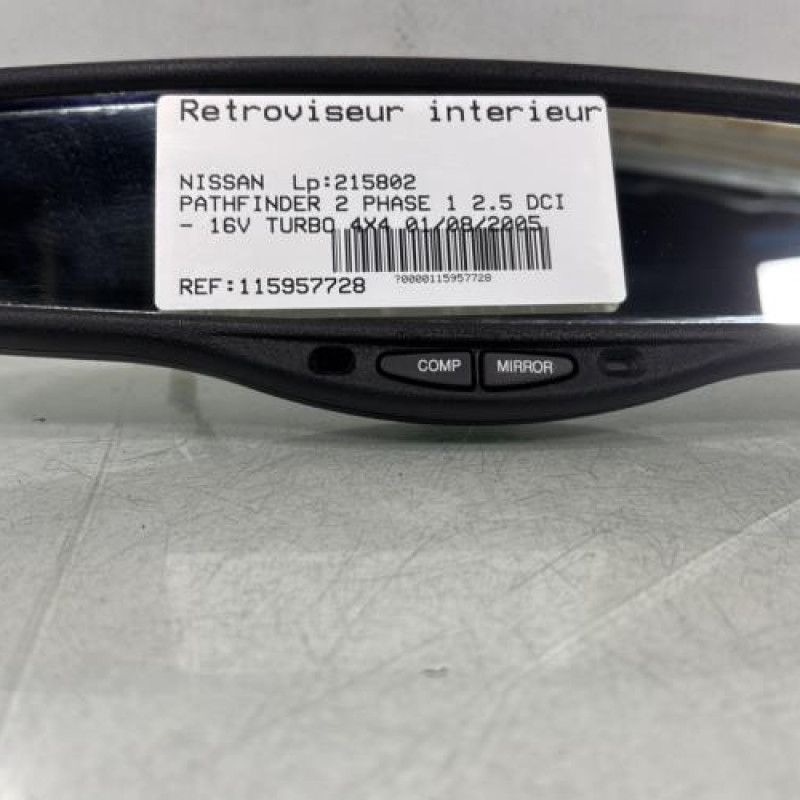 Retroviseur interieur
NISSAN Lp:215802
PATHFINDER 2 PHASE 1 2.5 DCI
- 16V TURBO 4X4 01/08/2005
?0000115957728
REF:115957728
COMP MIRROR